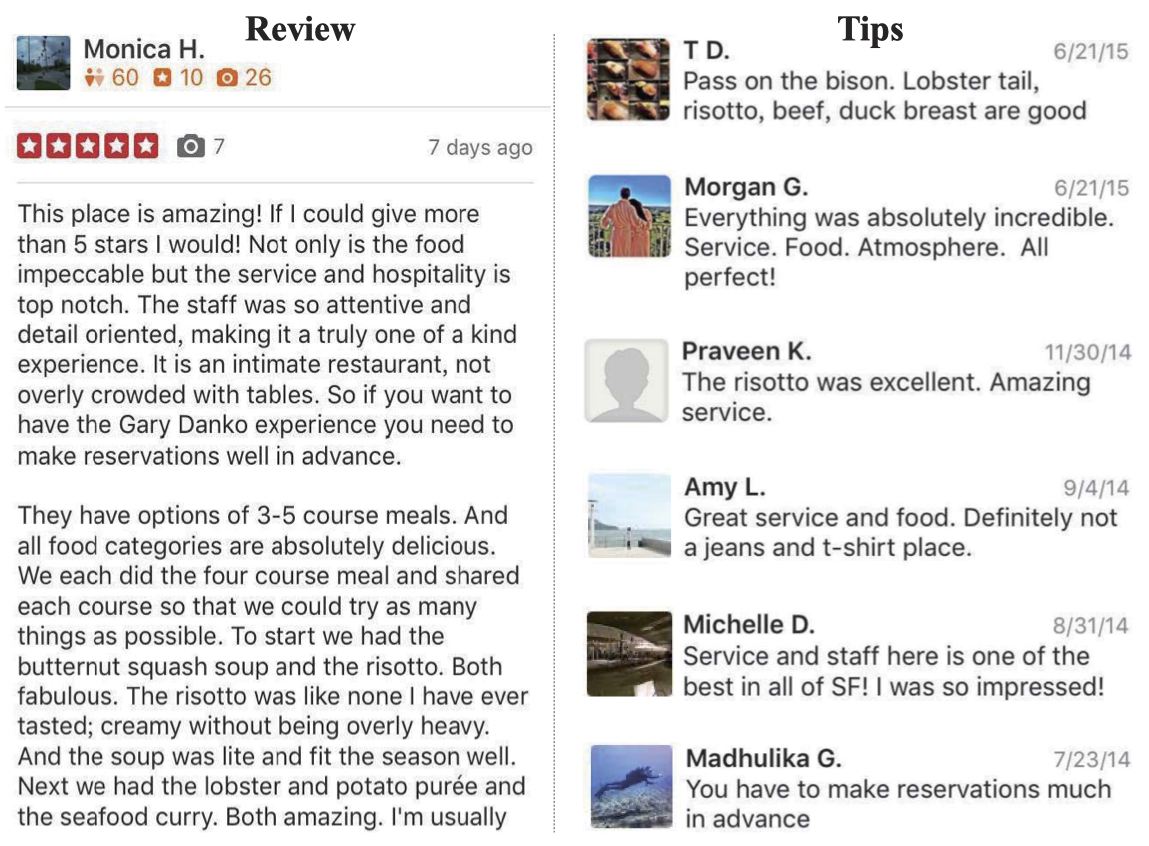 Review
Monica H.
60 10 26
7
7 days ago
This place is amazing! If I could give more
than 5 stars I would! Not only is the food
impeccable but the service and hospitality is
top notch. The staff was so attentive and
detail oriented, making it a truly one of a kind
experience. It is an intimate restaurant, not
overly crowded with tables. So if you want to
have the Gary Danko experience you need to
make reservations well in advance.
They have options of 3-5 course meals. And
all food categories are absolutely delicious.
We each did the four course meal and shared
each course so that we could try as many
things as possible. To start we had the
butternut squash soup and the risotto. Both
fabulous. The risotto was like none I have ever
tasted; creamy without being overly heavy.
And the soup was lite and fit the season well.
Next we had the lobster and potato purée and
the seafood curry. Both amazing. I'm usually
Tips
T D.
6/21/15
Pass on the bison. Lobster tail,
risotto, beef, duck breast are good
Morgan G.
6/21/15
Everything was absolutely incredible.
Service. Food. Atmosphere. All
perfect!
Praveen K.
11/30/14
The risotto was excellent. Amazing
service.
Amy L.
9/4/14
Great service and food. Definitely not
a jeans and t-shirt place.
Michelle D.
8/31/14
Service and staff here is one of the
best in all of SF! I was so impressed!
Madhulika G.
7/23/14
You have to make reservations much
in advance